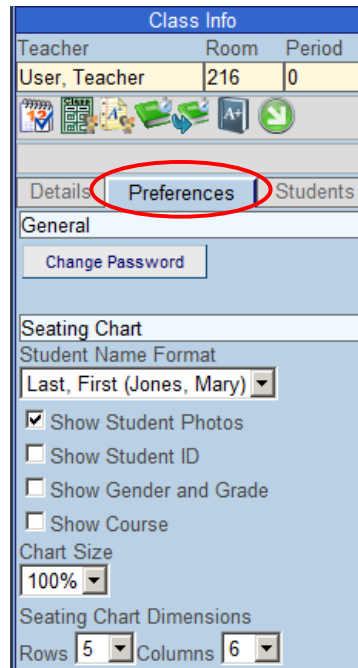 Class Info
Teacher Room Period
User, Teacher 216 0
A+
Details Preferences Students
General
Change Password
Seating Chart
Student Name Format
Last, First (Jones, Mary)
Show Student Photos
Show Student ID
Show Gender and Grade
Show Course
Chart Size
100%
Seating Chart Dimensions
Rows 5 Columns 6